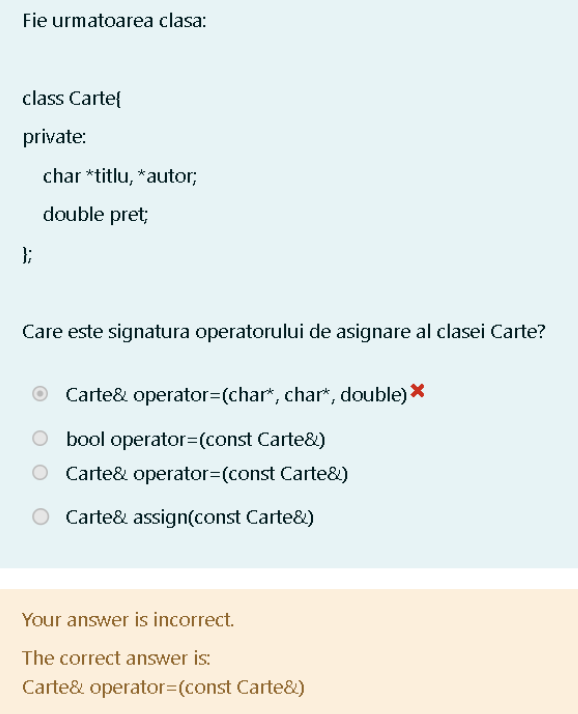 Fie urmatoarea clasa:
class Carte{
private:
char *titlu, *autor;
double pret;
};
Care este signatura operatorului de asignare al clasei Carte?
Carte& operator=(char*, char*, double)
bool operator=(const Carte&)
Carte& operator=(const Carte&)
Carte& assign(const Carte&)
Your answer is incorrect.
The correct answer is:
Carte& operator=(const Carte&)